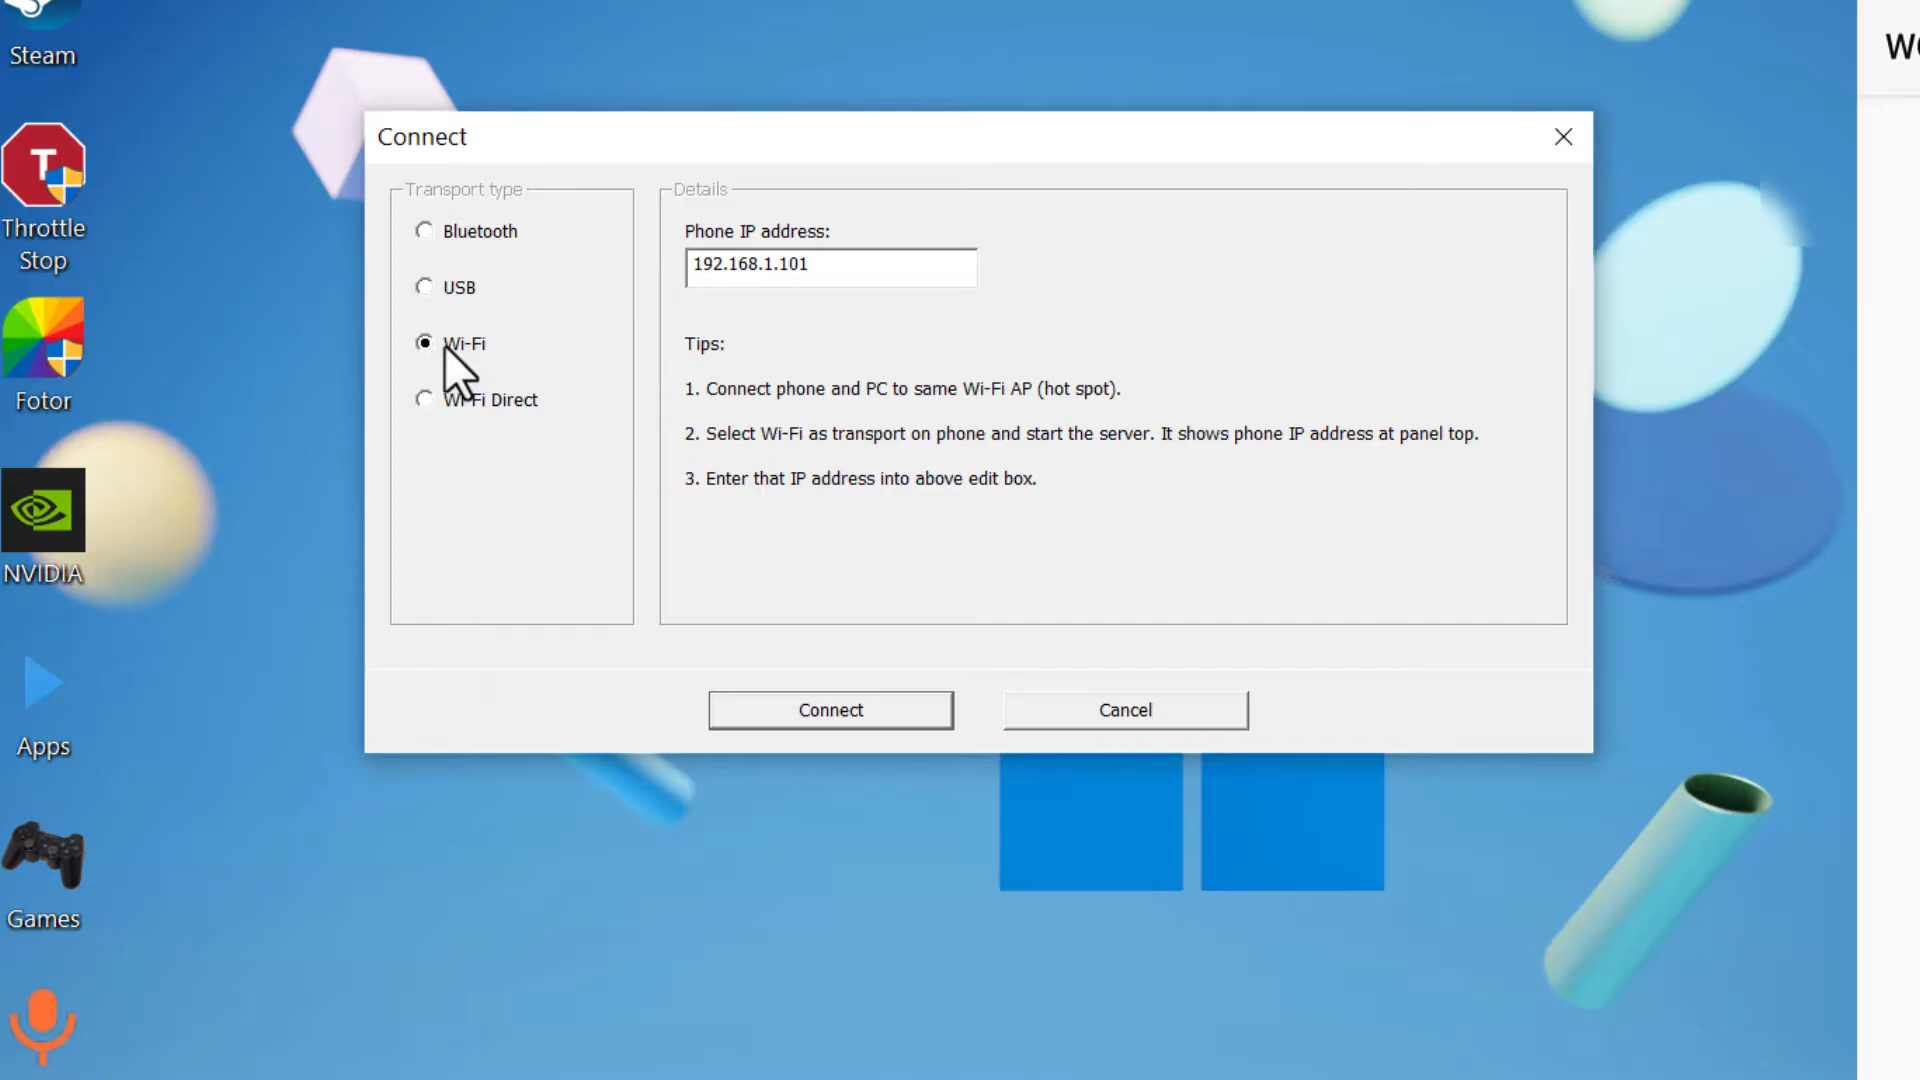 Steam
Throttle
Stop
Fotor
NVIDIA
Apps
Games
Connect
Transport type
Bluetooth
USB
Wi-Fi
Wi-Fi Direct
Details
Phone IP address:
192.168.1.101
Tips:
1. Connect phone and PC to same Wi-Fi AP (hot spot).
2. Select Wi-Fi as transport on phone and start the server. It shows phone IP address at panel top.
3. Enter that IP address into above edit box.
Connect
Cancel